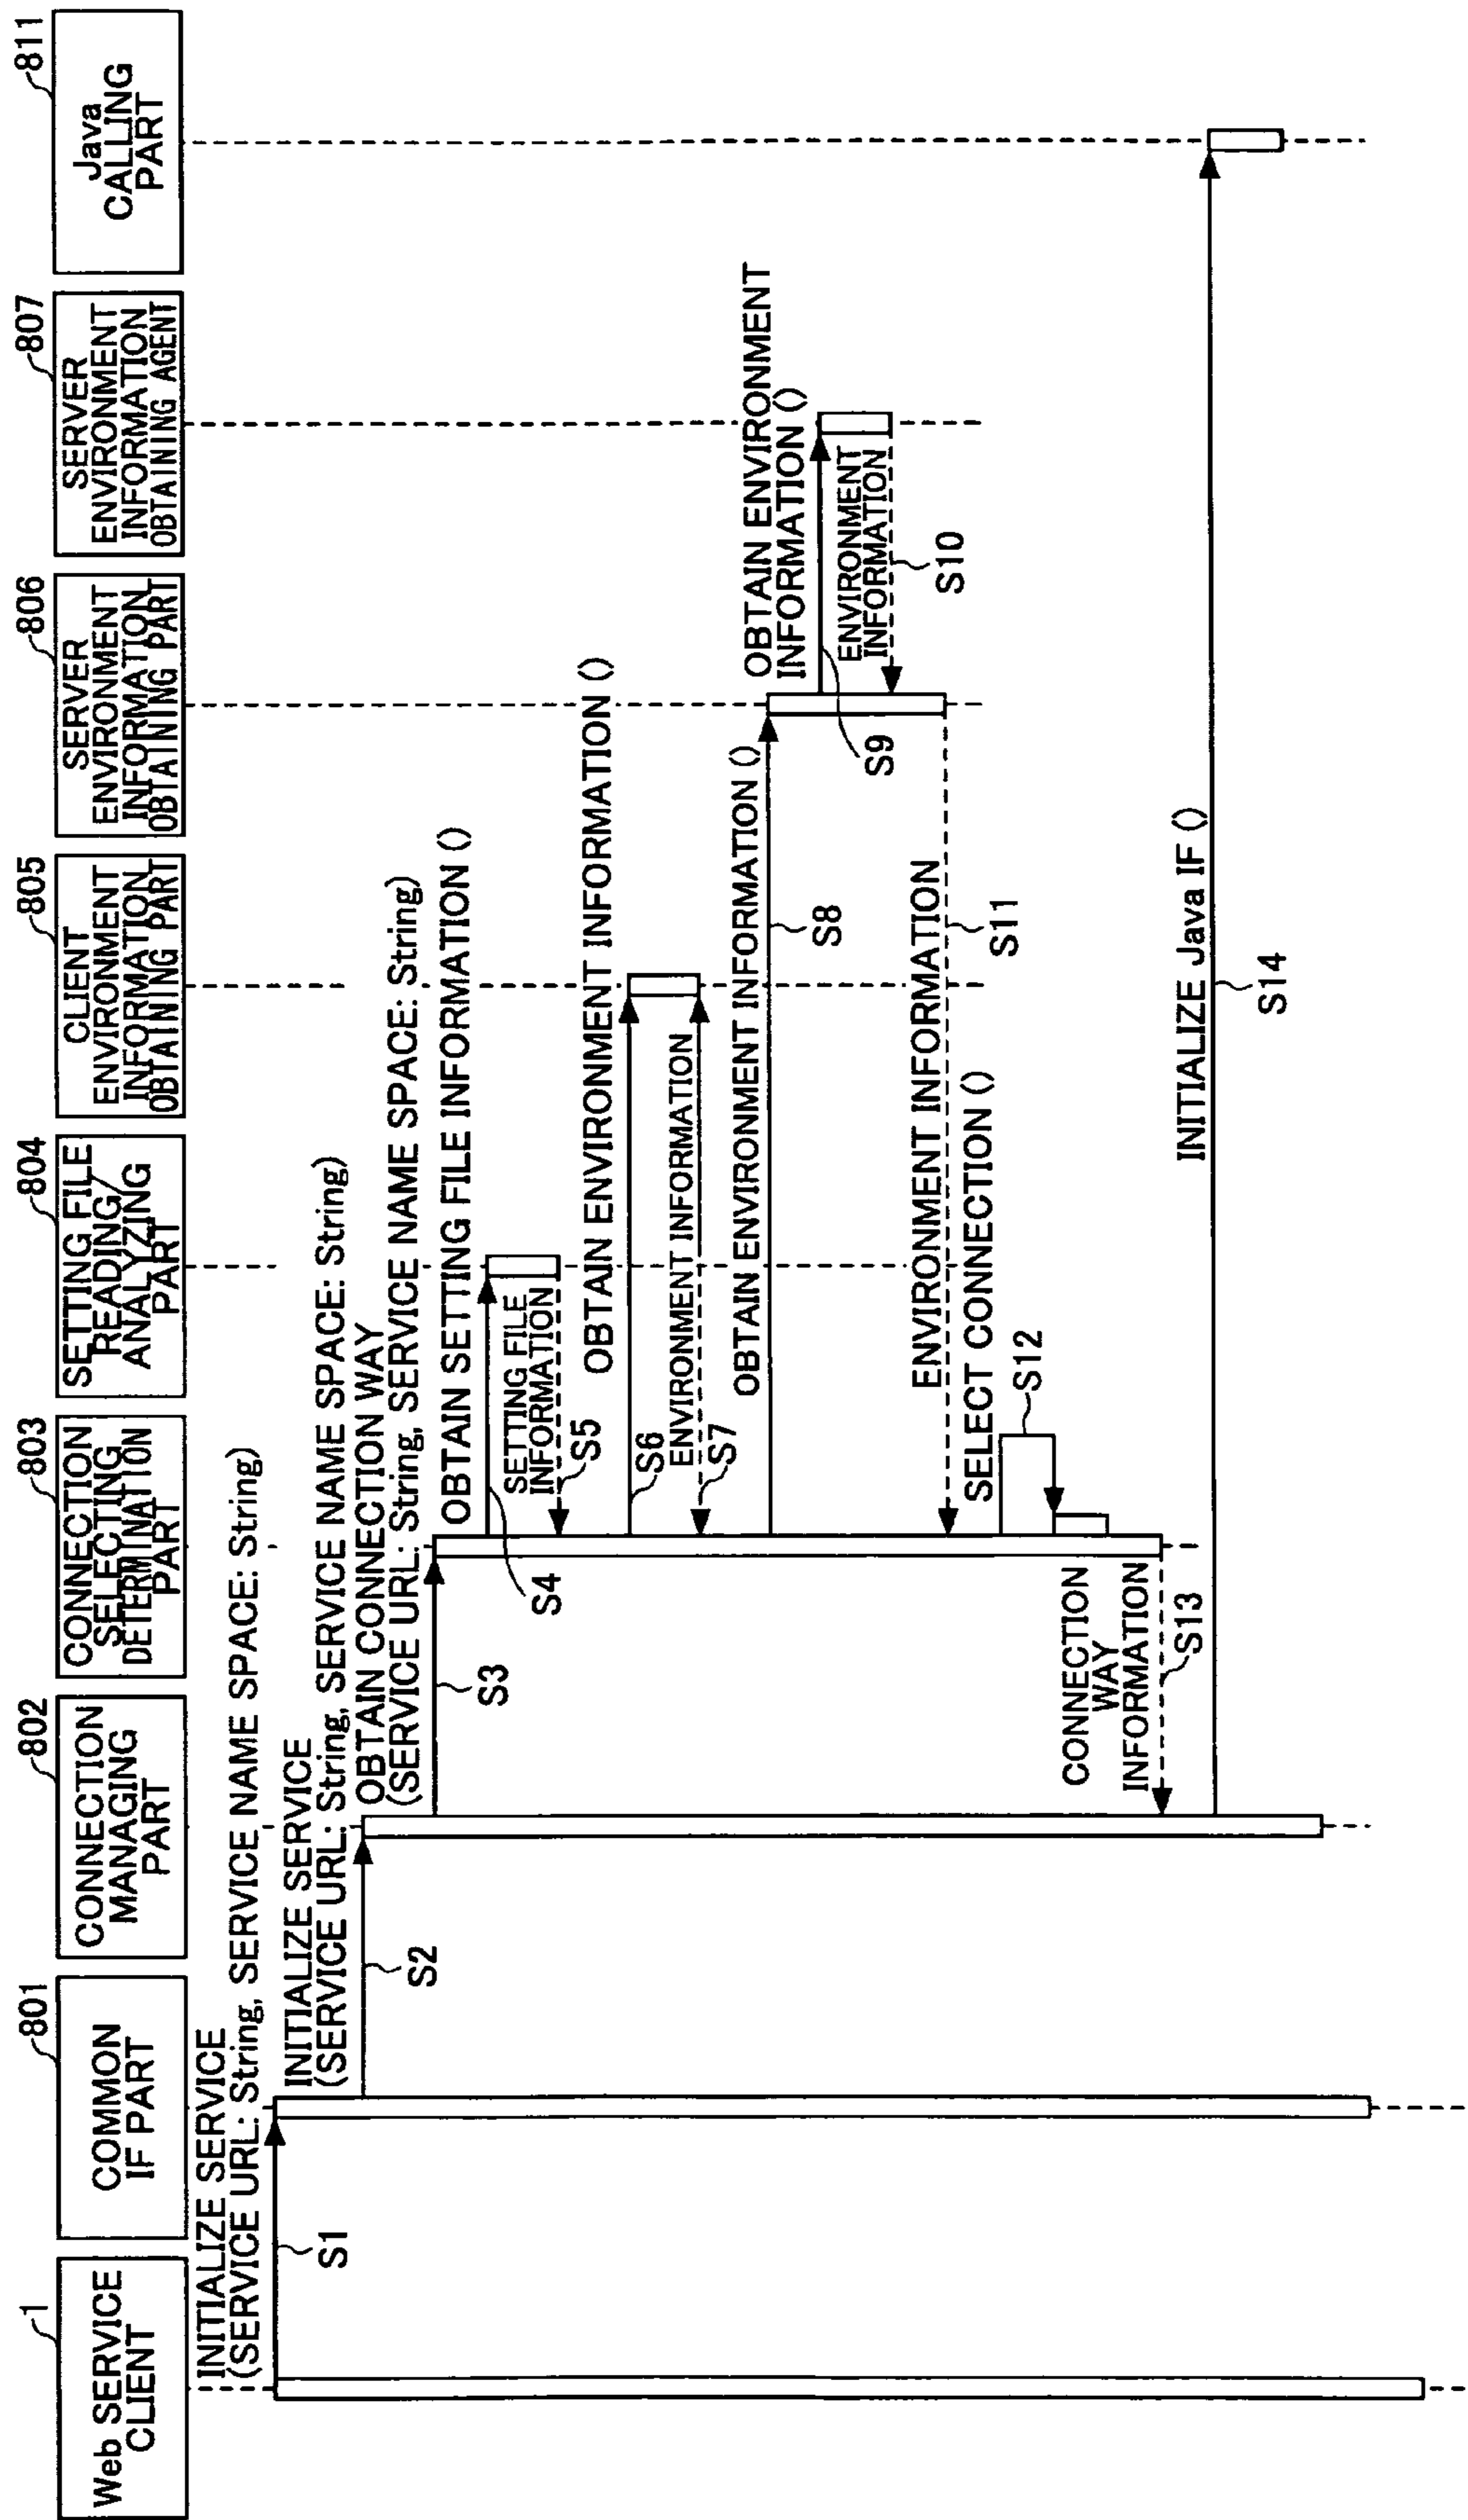 1
Web SERVICE
CLIENT
801
COMMON
IF PART
802
CONNECTION
MANAGING
PART
803
CONNECTION
SELECTING
DETERMINATION
PART
804
SETTING FILE
READING/
ANALYZING
PART
805
CLIENT
ENVIRONMENT
INFORMATION
OBTAINING PART
806
SERVER
ENVIRONMENT
INFORMATION
OBTAINING PART
807
SERVER
ENVIRONMENT
INFORMATION
OBTAINING AGENT
811
Java
CALLING
PART
INITIALIZE SERVICE
(SERVICE URL: String, SERVICE NAME SPACE: String)
S1
INITIALIZE SERVICE
(SERVICE URL: String, SERVICE NAME SPACE: String)
S2
OBTAIN CONNECTION WAY
(SERVICE URL: String, SERVICE NAME SPACE: String)
S3
OBTAIN SETTING FILE INFORMATION ()
S4
SETTING FILE
INFORMATION
S5
OBTAIN ENVIRONMENT INFORMATION ()
S6
ENVIRONMENT INFORMATION
S7
OBTAIN ENVIRONMENT INFORMATION ()
S8
OBTAIN ENVIRONMENT
INFORMATION ()
S9
ENVIRONMENT
INFORMATION
S10
ENVIRONMENT INFORMATION
S11
SELECT CONNECTION ()
S12
CONNECTION
WAY
INFORMATION
S13
INITIALIZE Java IF ()
S14